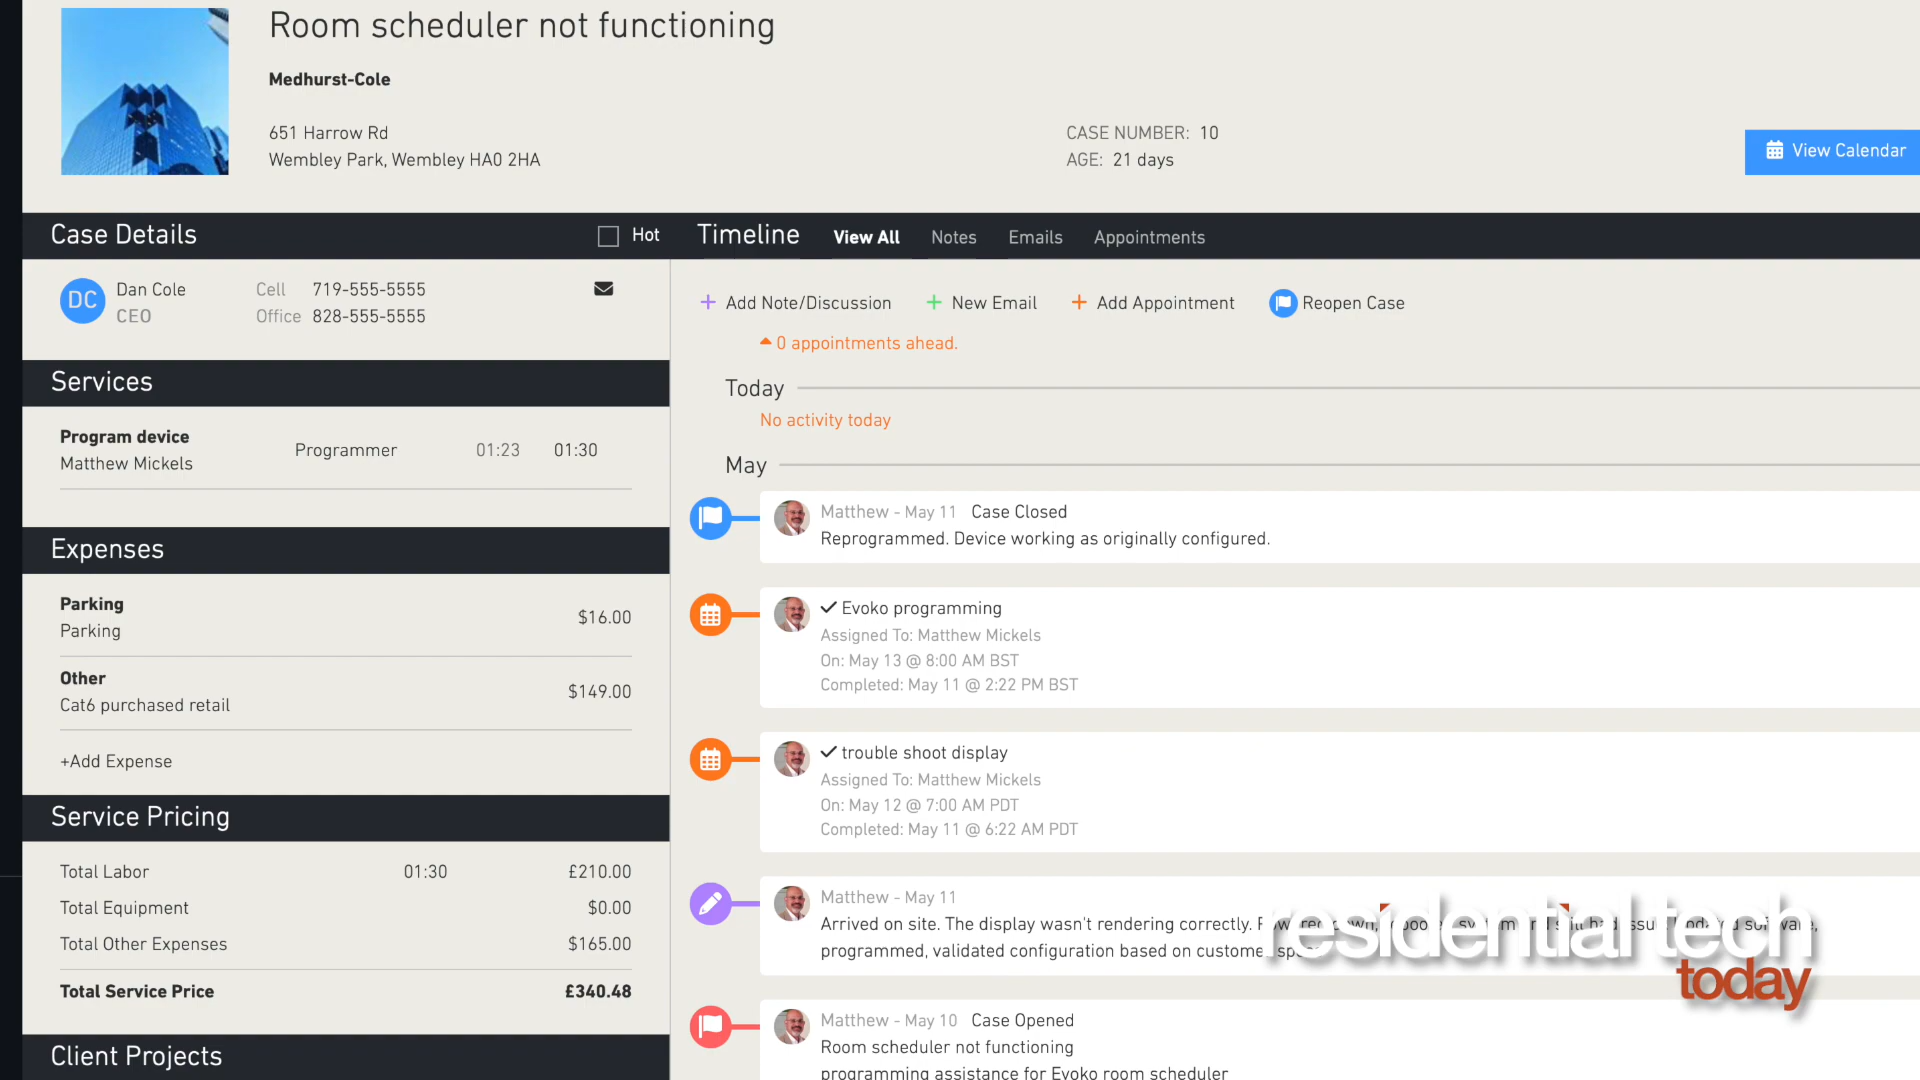 Room scheduler not functioning
Medhurst-Cole
651 Harrow Rd
Wembley Park, Wembley HA0 2HA
CASE NUMBER: 10
AGE: 21 days
View Calendar
Case Details
Hot
DC
Dan Cole
CEO
Cell 719-555-5555
Office 828-555-5555
Services
Program device
Matthew Mickels
Programmer 01:23 01:30
Expenses
Parking
Parking
$16.00
Other
Cat6 purchased retail
$149.00
+Add Expense
Service Pricing
Total Labor 01:30 £210.00
Total Equipment $0.00
Total Other Expenses $165.00
Total Service Price £340.48
Client Projects
Timeline View All Notes Emails Appointments
+ Add Note/Discussion + New Email + Add Appointment Reopen Case
0 appointments ahead.
Today
No activity today
May
Matthew - May 11 Case Closed
Reprogrammed. Device working as originally configured.
Evoko programming
Assigned To: Matthew Mickels
On: May 13 @ 8:00 AM BST
Completed: May 11 @ 2:22 PM BST
trouble shoot display
Assigned To: Matthew Mickels
On: May 12 @ 7:00 AM PDT
Completed: May 11 @ 6:22 AM PDT
Matthew - May 11
Arrived on site. The display wasn't rendering correctly.
programmed, validated configuration based on customer
Matthew - May 10 Case Opened
Room scheduler not functioning
programming assistance for Evoko room scheduler
residential tech
today